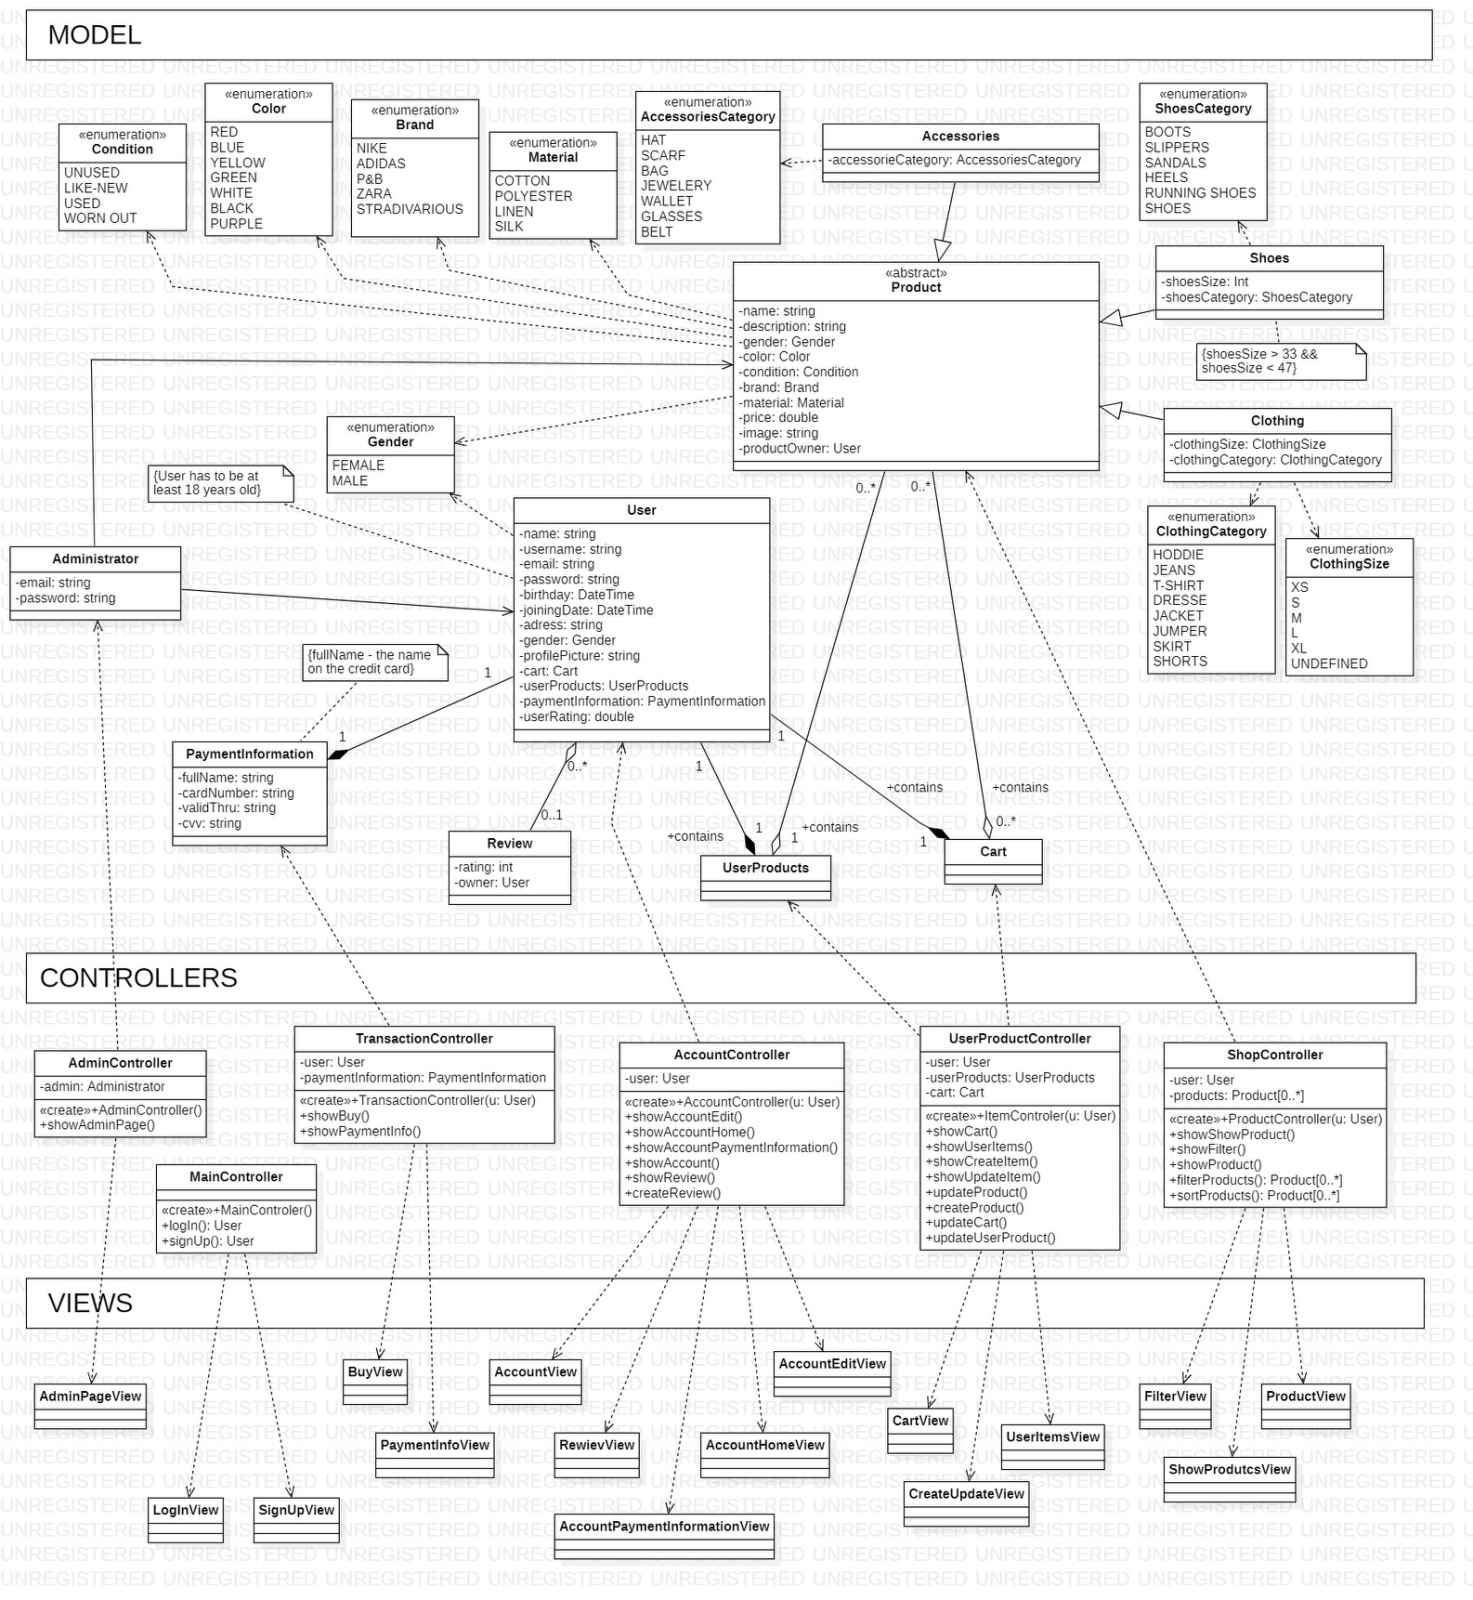 MODEL
«enumeration»
Condition
UNUSED
LIKE-NEW
USED
WORN OUT
«enumeration»
Color
RED
BLUE
YELLOW
GREEN
WHITE
BLACK
PURPLE
«enumeration»
Brand
NIKE
ADIDAS
P&B
ZARA
STRADIVARIOUS
«enumeration»
Material
COTTON
POLYESTER
LINEN
SILK
«enumeration»
AccessoriesCategory
HAT
SCARF
BAG
JEWELERY
WALLET
GLASSES
BELT
Accessories
-accessorieCategory: AccessoriesCategory
«enumeration»
ShoesCategory
BOOTS
SLIPPERS
SANDALS
HEELS
RUNNING SHOES
SHOES
Shoes
-shoesSize: Int
-shoesCategory: ShoesCategory
{shoesSize > 33 &&
shoesSize < 47}
«abstract»
Product
-name: string
-description: string
-gender: Gender
-color: Color
-condition: Condition
-brand: Brand
-material: Material
-price: double
-image: string
-productOwner: User
Clothing
-clothingSize: ClothingSize
-clothingCategory: ClothingCategory
«enumeration»
ClothingCategory
HODDIE
JEANS
T-SHIRT
DRESSE
JACKET
JUMPER
SKIRT
SHORTS
«enumeration»
ClothingSize
XS
S
M
L
XL
UNDEFINED
«enumeration»
Gender
FEMALE
MALE
{User has to be at
least 18 years old}
Administrator
-email: string
-password: string
User
-name: string
-username: string
-email: string
-password: string
-birthday: DateTime
-joiningDate: DateTime
-adress: string
-gender: Gender
-profilePicture: string
-cart: Cart
-userProducts: UserProducts
-paymentInformation: PaymentInformation
-userRating: double
{fullName - the name
on the credit card}
PaymentInformation
-fullName: string
-cardNumber: string
-validThru: string
-cvv: string
1
1
0..*
0..1
Review
-rating: int
-owner: User
1
1
+contains
0..*
1
+contains
UserProducts
1
1
+contains
0..*
0..*
+contains
Cart
CONTROLLERS
AdminController
-admin: Administrator
«create»+AdminController()
+showAdminPage()
MainController
«create»+MainControler()
+logIn(): User
+signUp(): User
TransactionController
-user: User
-paymentInformation: PaymentInformation
«create»+TransactionController(u: User)
+showBuy()
+showPaymentInfo()
AccountController
-user: User
«create»+AccountController(u: User)
+showAccountEdit()
+showAccountHome()
+showAccountPaymentInformation()
+showAccount()
+showReview()
+createReview()
UserProductController
-user: User
-userProducts: UserProducts
-cart: Cart
«create»+ItemControler(u: User)
+showCart()
+showUserItems()
+showCreateItem()
+showUpdateItem()
+updateProduct()
+createProduct()
+updateCart()
+updateUserProduct()
ShopController
-user: User
-products: Product[0..*]
«create»+ProductController(u: User)
+showShowProduct()
+showFilter()
+showProduct()
+filterProducts(): Product[0..*]
+sortProducts(): Product[0..*]
VIEWS
AdminPageView
LogInView
SignUpView
BuyView
PaymentInfoView
AccountView
RewievView
AccountPaymentInformationView
AccountHomeView
AccountEditView
CartView
CreateUpdateView
UserItemsView
FilterView
ShowProdutcsView
ProductView